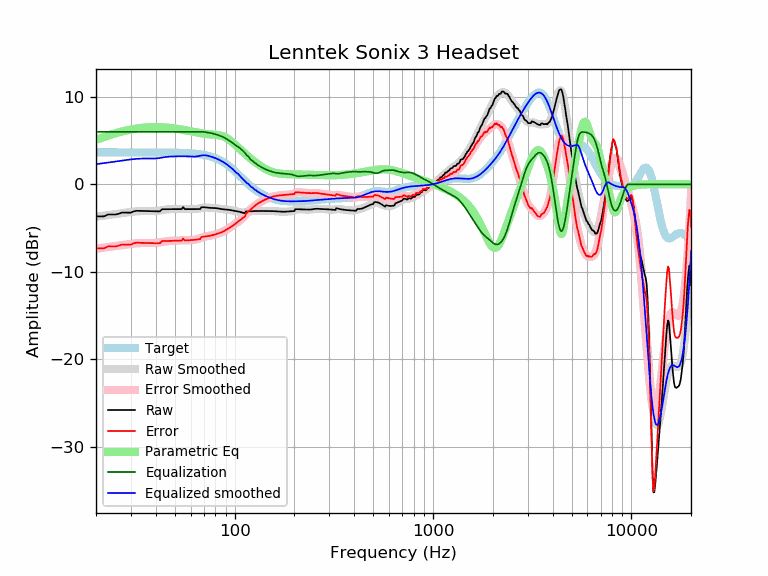 Lenntek Sonix 3 Headset
10
0
−10
−20
−30
Amplitude (dBr)
Target
Raw Smoothed
Error Smoothed
Raw
Error
Parametric Eq
Equalization
Equalized smoothed
100
1000
10000
Frequency (Hz)